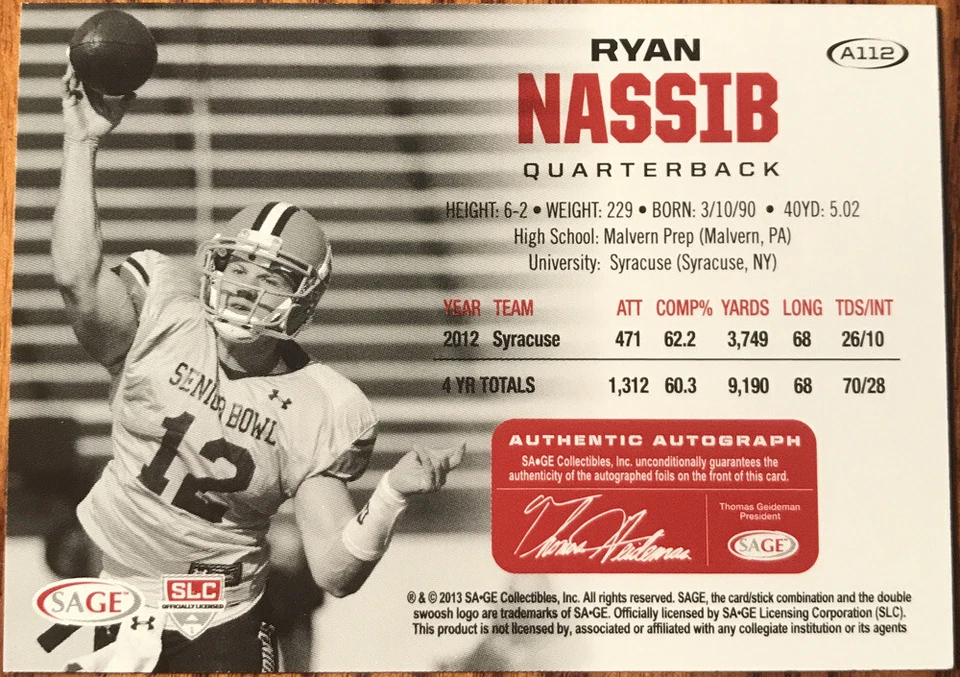 RYAN
NASSIB
QUARTERBACK
A112
HEIGHT: 6-2 • WEIGHT: 229 • BORN: 3/10/90 • 40YD: 5.02
High School: Malvern Prep (Malvern, PA)
University: Syracuse (Syracuse, NY)
YEAR TEAM ATT COMP% YARDS LONG TDS/INT
2012 Syracuse 471 62.2 3,749 68 26/10
4 YR TOTALS 1,312 60.3 9,190 68 70/28
SENIOR BOWL
12
AUTHENTIC AUTOGRAPH
SA•GE Collectibles, Inc. unconditionally guarantees the
authenticity of the autographed foils on the front of this card.
Thomas Geideman
Thomas Geideman
President
SAGE
SAGE
SLC
OFFICIALLY LICENSED
® & © 2013 SA•GE Collectibles, Inc. All rights reserved. SAGE, the card/stick combination and the double
swoosh logo are trademarks of SA•GE. Officially licensed by SA•GE Licensing Corporation (SLC).
This product is not licensed by, associated or affiliated with any collegiate institution or its agents